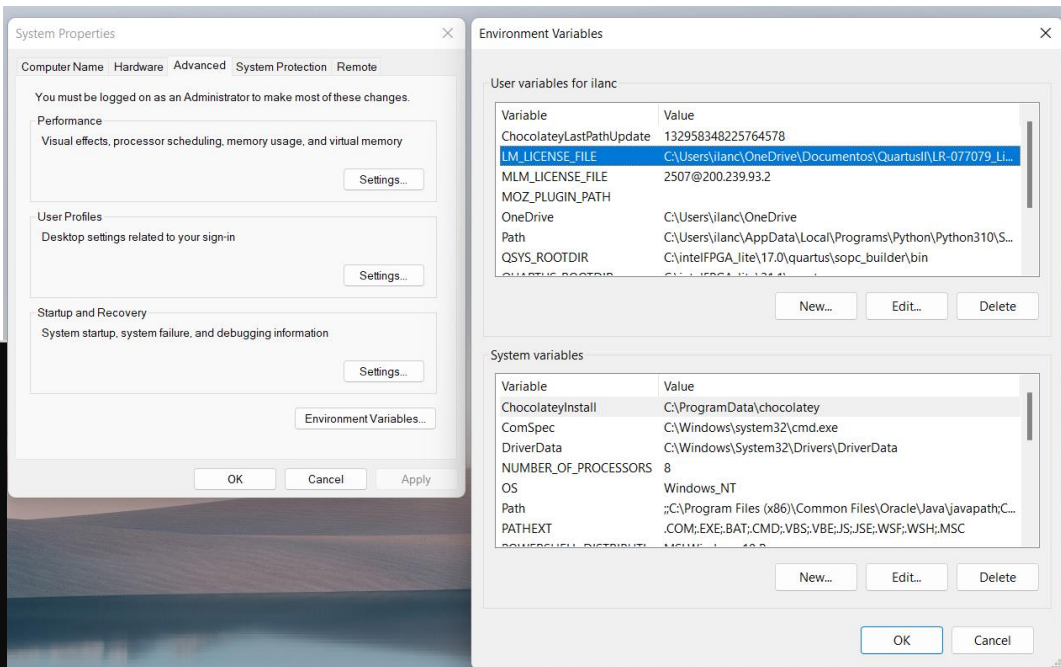 System Properties
Computer Name Hardware Advanced System Protection Remote
You must be logged on as an Administrator to make most of these changes.
Performance
Visual effects, processor scheduling, memory usage, and virtual memory
Settings...
User Profiles
Desktop settings related to your sign-in
Settings...
Startup and Recovery
System startup, system failure, and debugging information
Settings...
Environment Variables...
OK Cancel Apply
Environment Variables
User variables for ilanc
Variable Value
ChocolateyLastPathUpdate 132958348225764578
LM_LICENSE_FILE C:\Users\ilanc\OneDrive\Documentos\QuartusII\LR-077079_Li...
MLM_LICENSE_FILE 2507@200.239.93.2
MOZ_PLUGIN_PATH
OneDrive C:\Users\ilanc\OneDrive
Path C:\Users\ilanc\AppData\Local\Programs\Python\Python310\S...
QSYS_ROOTDIR C:\intelFPGA_lite\17.0\quartus\sopc_builder\bin
New... Edit... Delete
System variables
Variable Value
ChocolateyInstall C:\ProgramData\chocolatey
ComSpec C:\Windows\system32\cmd.exe
DriverData C:\Windows\System32\Drivers\DriverData
NUMBER_OF_PROCESSORS 8
OS Windows_NT
Path ;;C:\Program Files (x86)\Common Files\Oracle\Java\javapath;C...
PATHEXT .COM;.EXE;.BAT;.CMD;.VBS;.VBE;.JS;.JSE;.WSF;.WSH;.MSC
New... Edit... Delete
OK Cancel